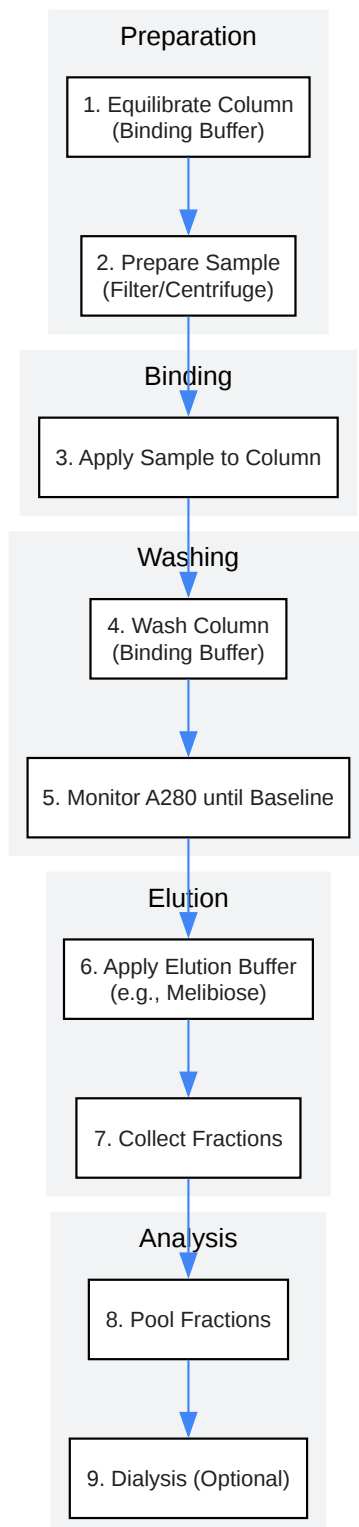 Preparation
1. Equilibrate Column
(Binding Buffer)
2. Prepare Sample
(Filter/Centrifuge)
Binding
3. Apply Sample to Column
Washing
4. Wash Column
(Binding Buffer)
5. Monitor A280 until Baseline
Elution
6. Apply Elution Buffer
(e.g., Melibiose)
7. Collect Fractions
Analysis
8. Pool Fractions
9. Dialysis (Optional)